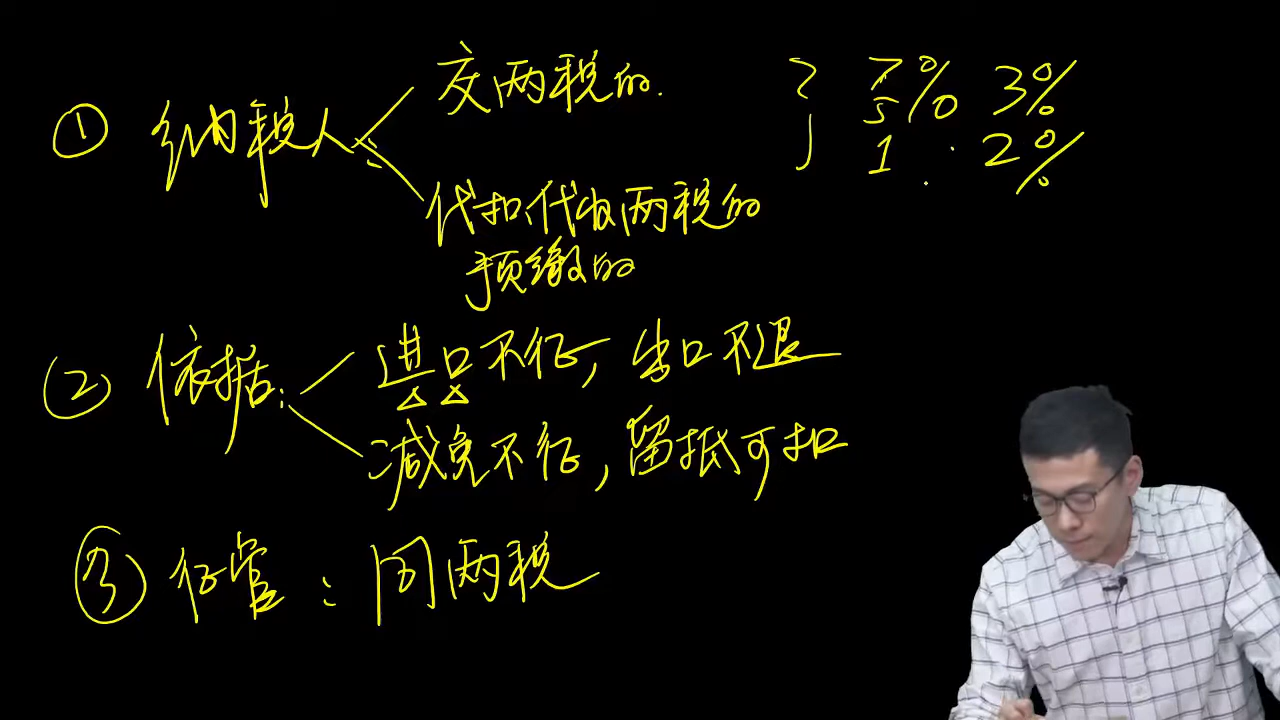 ① 纳税人
交两税的.
7% 3%
5%
1 2%
代扣、代收两税的
预缴的
② 依据:
进口不征, 出口不退
减免不征, 留抵可扣
③ 征管: 同两税